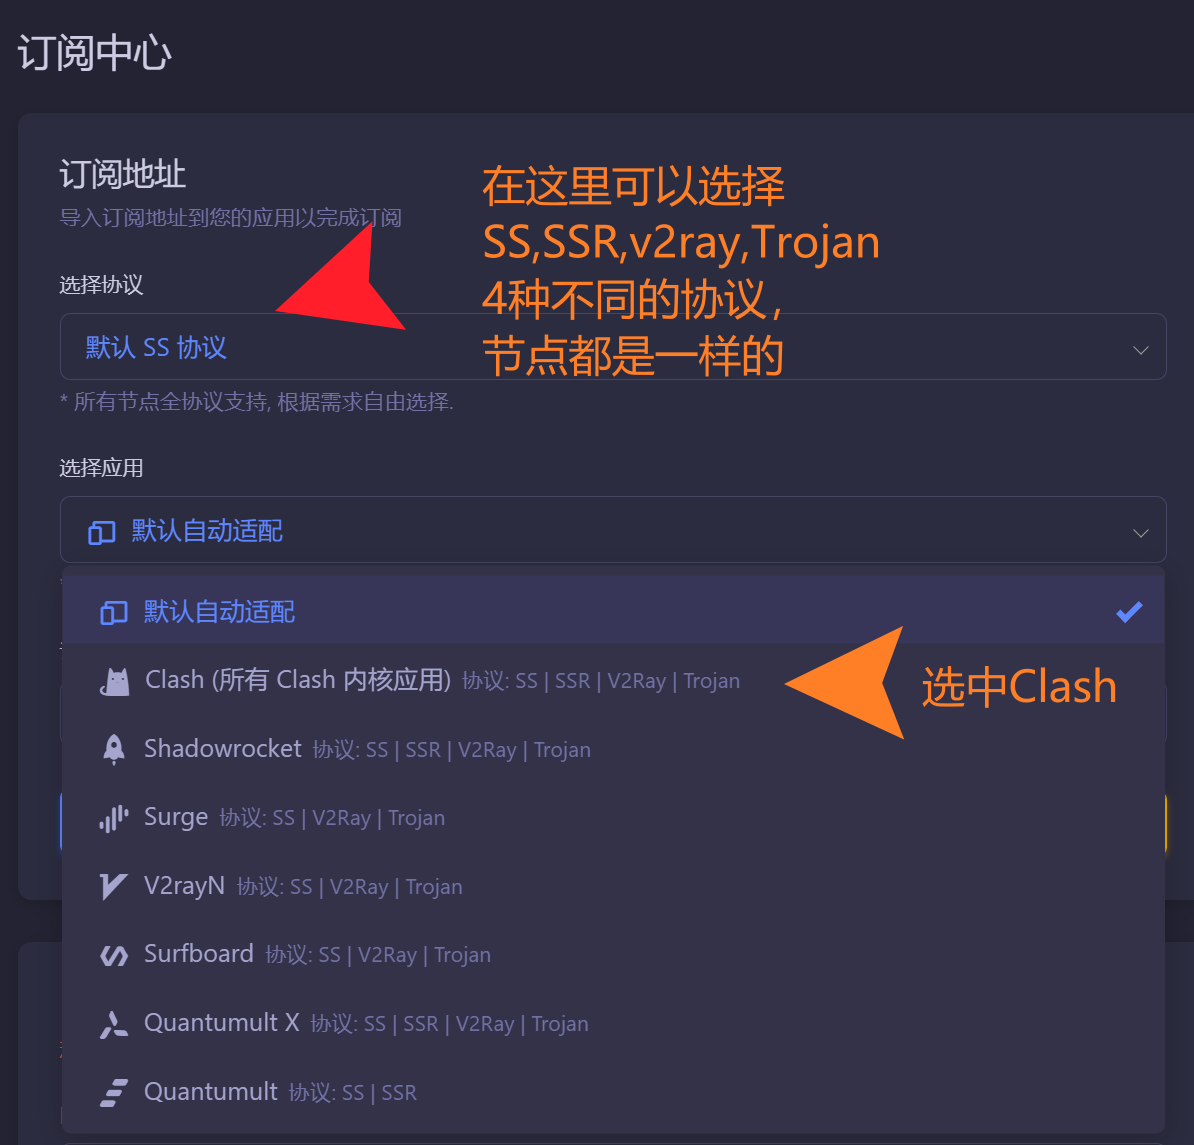 订阅中心
订阅地址
导入订阅地址到您的应用以完成订阅
在这里可以选择
SS,SSR,v2ray,Trojan
4种不同的协议，
节点都是一样的
选择协议
默认 SS 协议
* 所有节点全协议支持, 根据需求自由选择.
选择应用
默认自动适配
默认自动适配
Clash (所有 Clash 内核应用) 协议: SS | SSR | V2Ray | Trojan
选中Clash
Shadowrocket 协议: SS | SSR | V2Ray | Trojan
Surge 协议: SS | V2Ray | Trojan
V2rayN 协议: SS | V2Ray | Trojan
Surfboard 协议: SS | V2Ray | Trojan
Quantumult X 协议: SS | SSR | V2Ray | Trojan
Quantumult 协议: SS | SSR